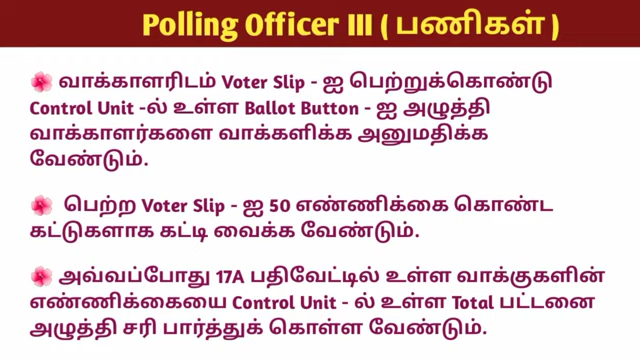 Polling Officer III ( பணிகள் )
🌺 வாக்காளரிடம் Voter Slip - ஐ பெற்றுக்கொண்டு
Control Unit -ல் உள்ள Ballot Button - ஐ அழுத்தி
வாக்காளர்களை வாக்களிக்க அனுமதிக்க
வேண்டும்.
🌺 பெற்ற Voter Slip - ஐ 50 எண்ணிக்கை கொண்ட
கட்டுகளாக கட்டி வைக்க வேண்டும்.
🌺 அவ்வப்போது 17A பதிவேட்டில் உள்ள வாக்குகளின்
எண்ணிக்கையை Control Unit - ல் உள்ள Total பட்டனை
அழுத்தி சரி பார்த்துக் கொள்ள வேண்டும்.